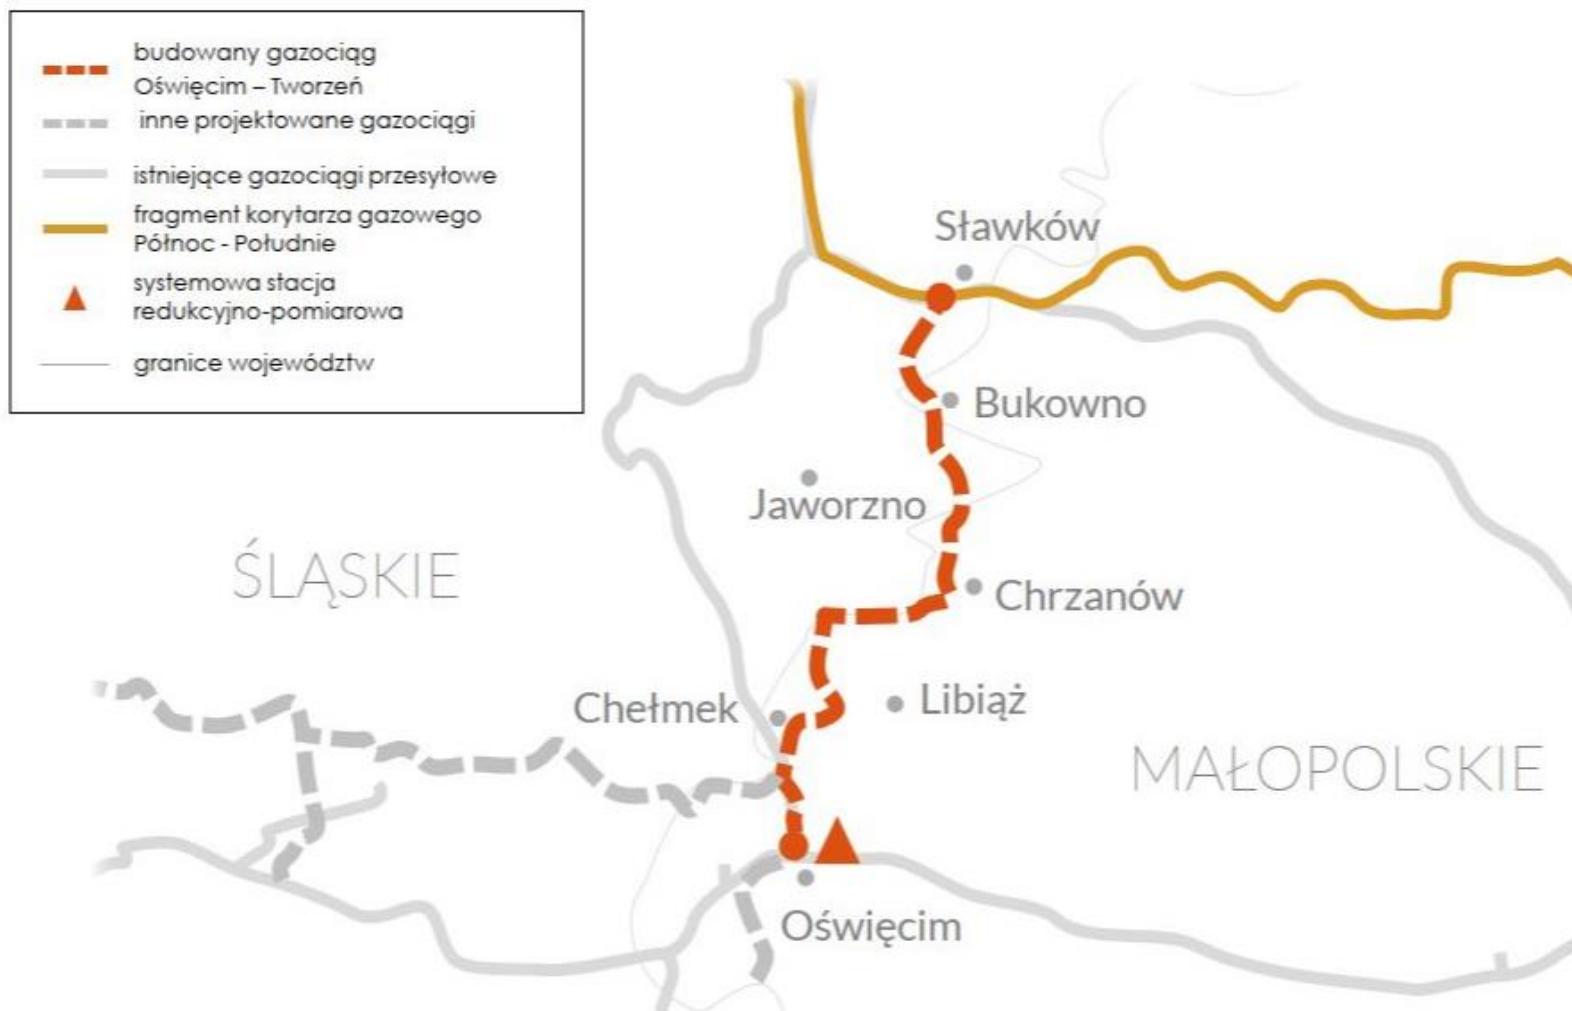 budowany gazociąg
Oświęcim – Tworzeń
inne projektowane gazociągi
istniejące gazociągi przesyłowe
fragment korytarza gazowego
Północ - Południe
systemowa stacja
redukcyjno-pomiarowa
granice województw
Sławków
Bukowno
Jaworzno
ŚLĄSKIE
Chrzanów
Chełmek
Libiąż
MAŁOPOLSKIE
Oświęcim